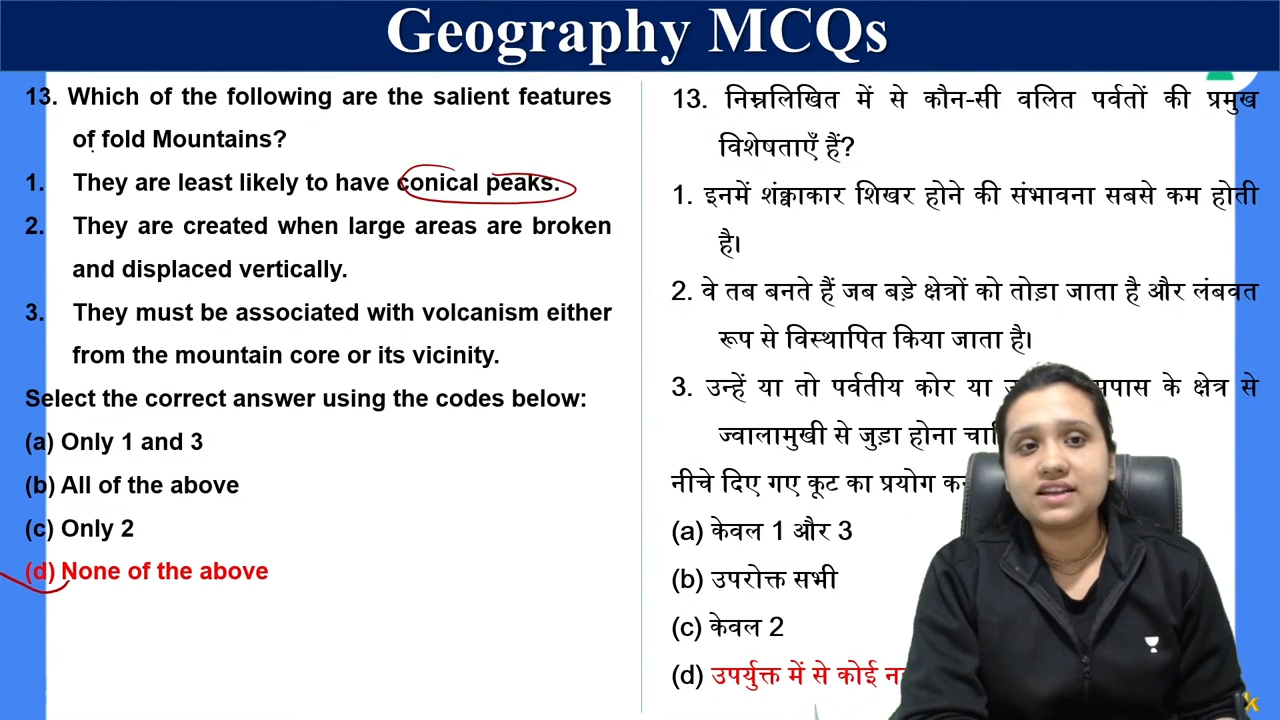 Geography MCQs
13. Which of the following are the salient features
of fold Mountains?
1. They are least likely to have conical peaks.
2. They are created when large areas are broken
and displaced vertically.
3. They must be associated with volcanism either
from the mountain core or its vicinity.
Select the correct answer using the codes below:
(a) Only 1 and 3
(b) All of the above
(c) Only 2
(d) None of the above
13. निम्नलिखित में से कौन-सी वलित पर्वतों की प्रमुख
विशेषताएँ हैं?
1. इनमें शंक्वाकार शिखर होने की संभावना सबसे कम होती
है।
2. वे तब बनते हैं जब बड़े क्षेत्रों को तोड़ा जाता है और लंबवत
रूप से विस्थापित किया जाता है।
3. उन्हें या तो पर्वतीय कोर या के क्षेत्र से
ज्वालामुखी से जुड़ा होना
नीचे दिए गए कूट का प्रयोग
(a) केवल 1 और 3
(b) उपरोक्त सभी
(c) केवल 2
(d) उपर्युक्त में से कोई